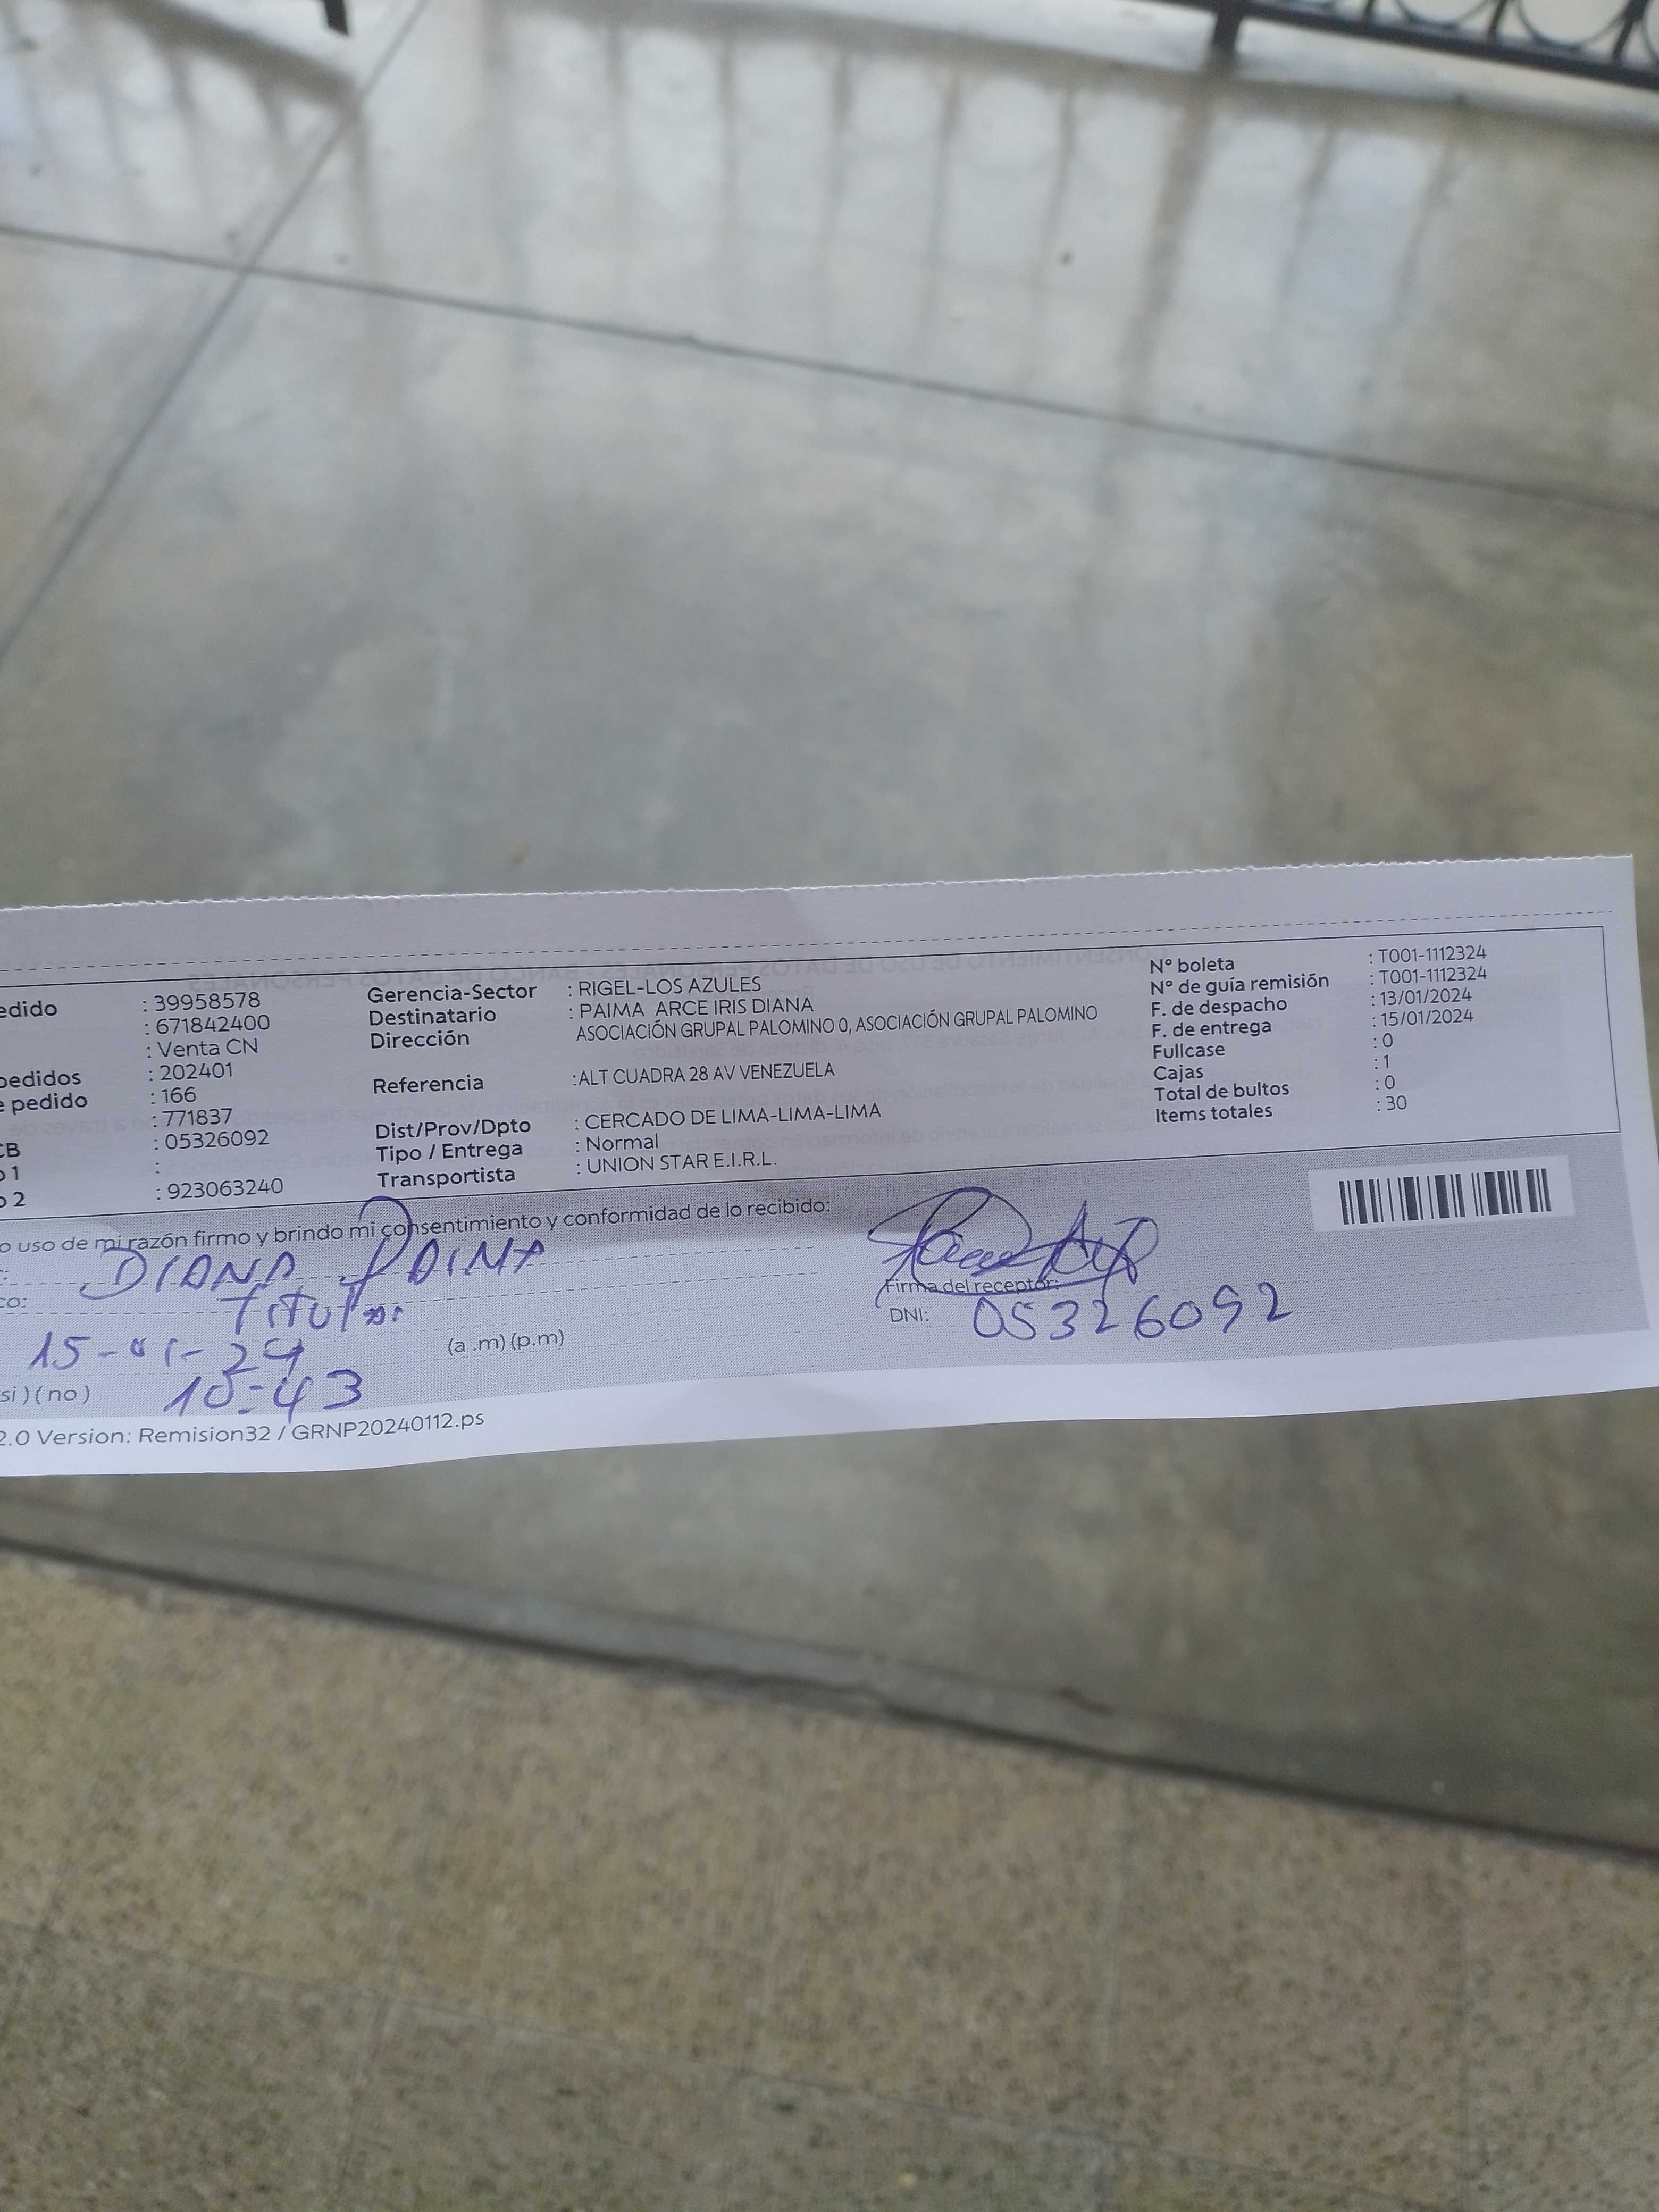 edido : 39958578
: 671842400
: Venta CN
pedidos : 202401
e pedido : 166
: 771837
CB : 05326092
o 1 :
o 2 : 923063240
Gerencia-Sector : RIGEL-LOS AZULES
Destinatario : PAIMA ARCE IRIS DIANA
Dirección ASOCIACIÓN GRUPAL PALOMINO 0, ASOCIACIÓN GRUPAL PALOMINO
Referencia :ALT CUADRA 28 AV VENEZUELA
Dist/Prov/Dpto : CERCADO DE LIMA-LIMA-LIMA
Tipo / Entrega : Normal
Transportista : UNION STAR E.I.R.L.
N° boleta : T001-1112324
N° de guía remisión : T001-1112324
F. de despacho : 13/01/2024
F. de entrega : 15/01/2024
Fullcase : 0
Cajas : 1
Total de bultos : 0
Items totales : 30
o uso de mi razón firmo y brindo mi consentimiento y conformidad de lo recibido:
: DIANA PAIMA
co: Titular
15-01-24 (a .m) (p.m)
si ) ( no ) 10:43
Firma del receptor:
DNI: 05326092
2.0 Version: Remision32 / GRNP20240112.ps